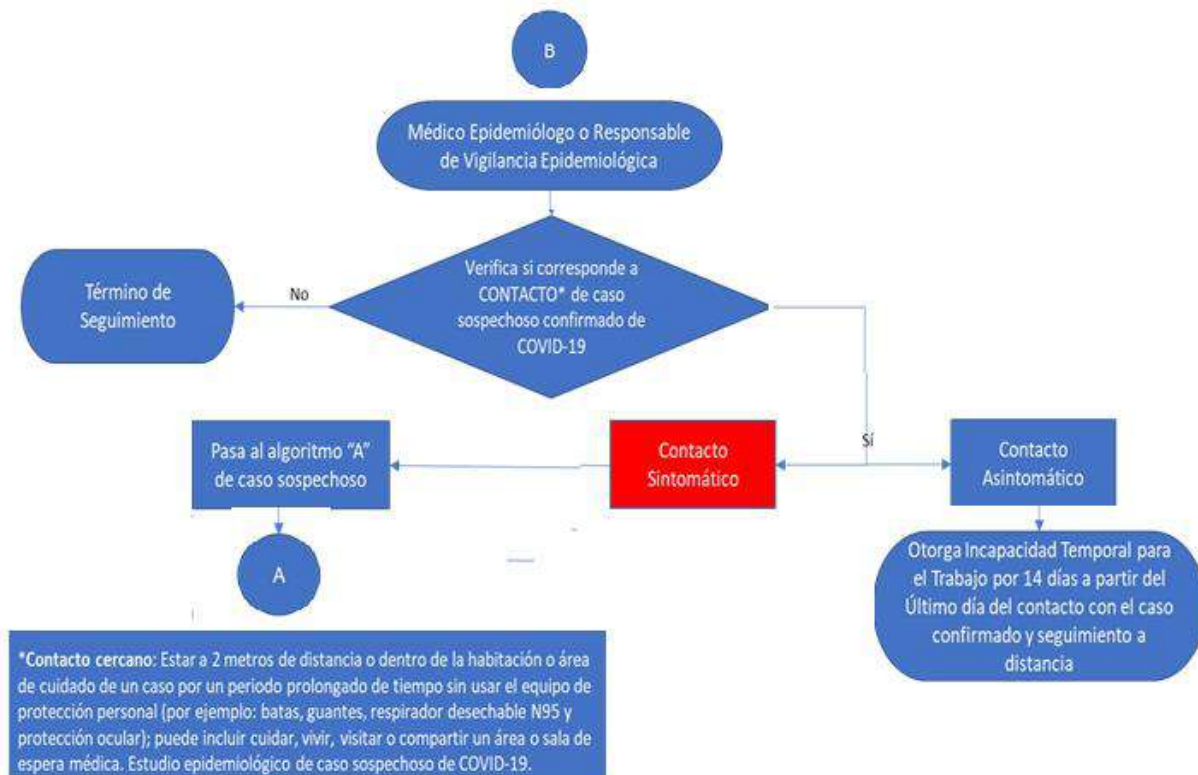 B
Médico Epidemiólogo o Responsable
de Vigilancia Epidemiológica
Verifica si corresponde a
CONTACTO* de caso
sospechoso confirmado de
COVID-19
No
Término de
Seguimiento
Sí
Pasa al algoritmo “A”
de caso sospechoso
Contacto
Sintomático
Contacto
Asintomático
A
Otorga Incapacidad Temporal para
el Trabajo por 14 días a partir del
Último día del contacto con el caso
confirmado y seguimiento a
distancia
*Contacto cercano: Estar a 2 metros de distancia o dentro de la habitación o área
de cuidado de un caso por un periodo prolongado de tiempo sin usar el equipo de
protección personal (por ejemplo: batas, guantes, respirador desechable N95 y
protección ocular); puede incluir cuidar, vivir, visitar o compartir un área o sala de
espera médica. Estudio epidemiológico de caso sospechoso de COVID-19.